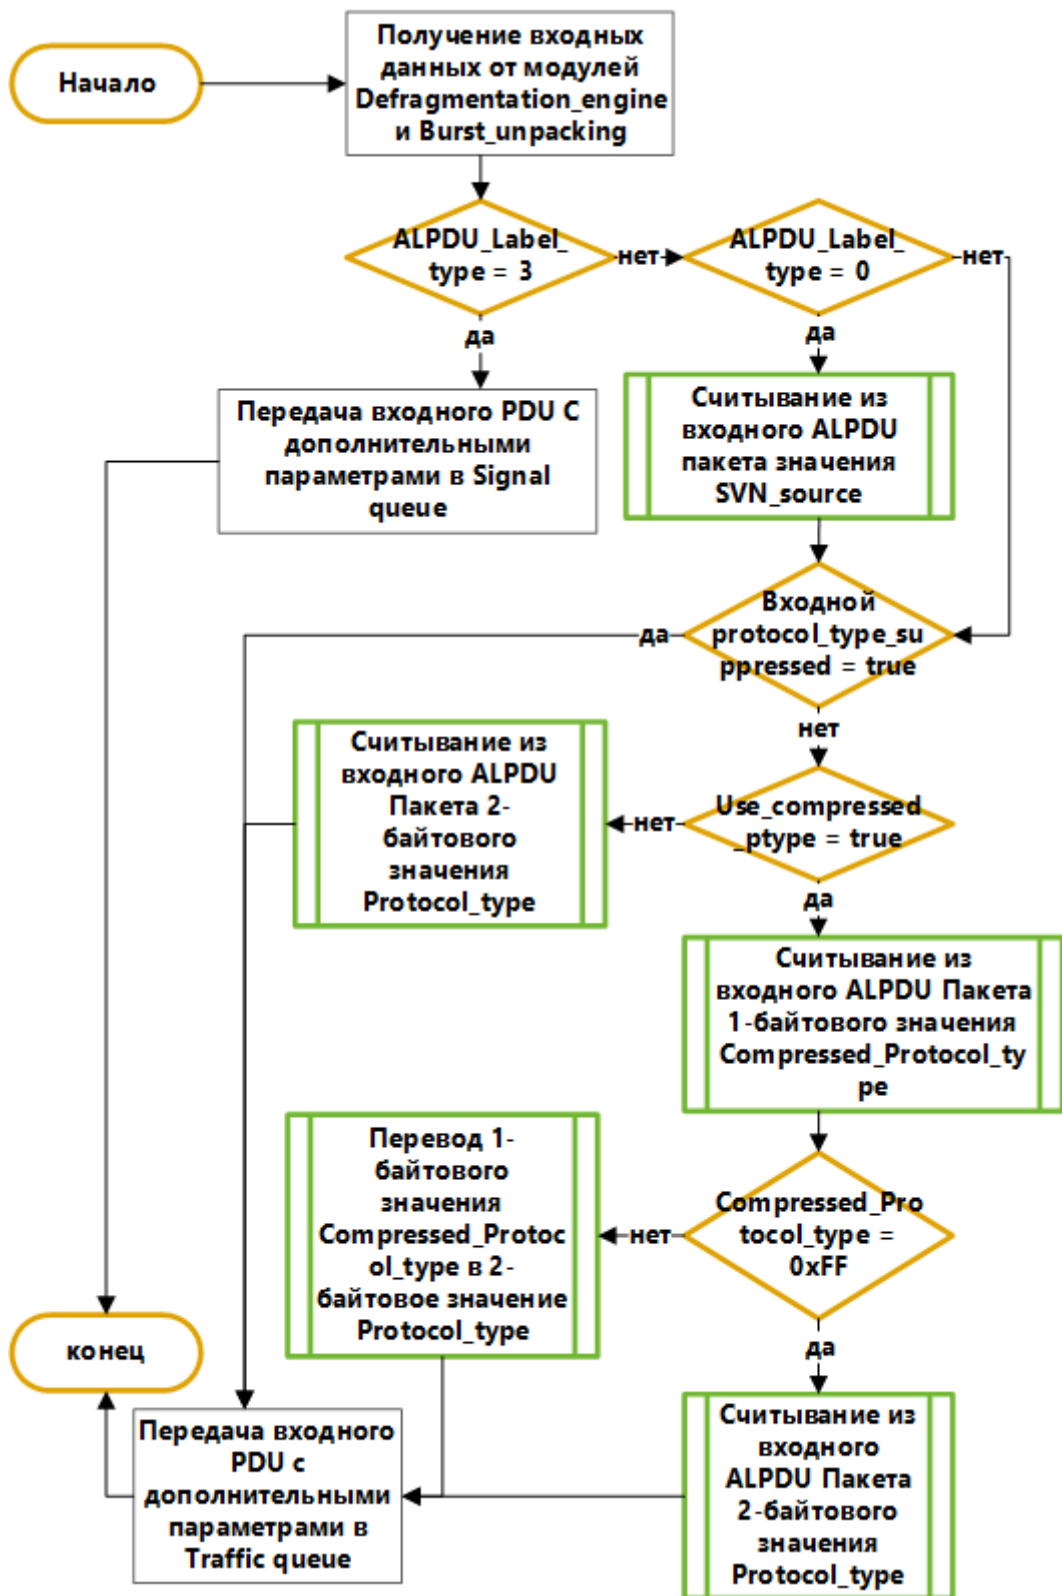 Начало
Получение входных
данных от модулей
Defragmentation_engine
и Burst_unpacking
ALPDU_Label_
type = 3
нет
ALPDU_Label_
type = 0
нет
да
да
Передача входного PDU С
дополнительными
параметрами в Signal
queue
Считывание из
входного ALPDU
пакета значения
SVN_source
Входной
protocol_type_su
ppressed = true
да
нет
Считывание из
входного ALPDU
Пакета 2-
байтового
значения
Protocol_type
нет
Use_compressed
_ptype = true
да
Считывание из
входного ALPDU Пакета
1-байтового значения
Compressed_Protocol_ty
pe
Перевод 1-
байтового
значения
Compressed_Protoc
ol_type в 2-
байтовое значение
Protocol_type
нет
Compressed_Pro
tocol_type =
0xFF
да
конец
Передача входного
PDU с
дополнительными
параметрами в
Traffic queue
Считывание из
входного
ALPDU Пакета
2-байтового
значения
Protocol_type